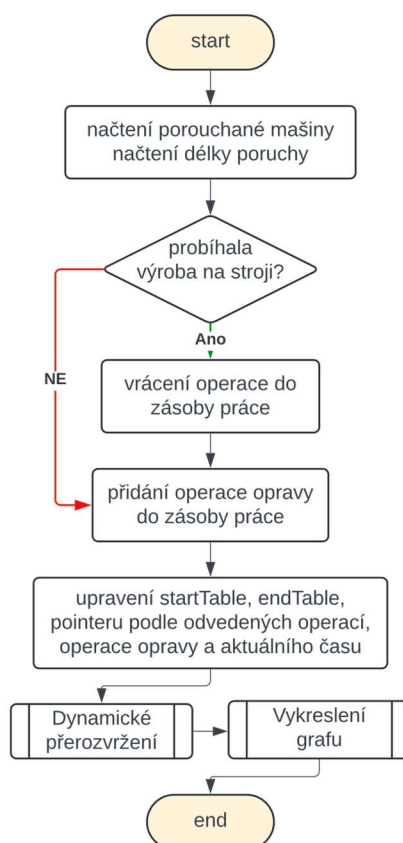 start
načtení porouchané mašiny
načtení délky poruchy
probíhala
výroba na stroji?
Ano
NE
vrácení operace do
zásoby práce
přidání operace opravy
do zásoby práce
upravení startTable, endTable,
pointeru podle odvedených operací,
operace opravy a aktuálního času
Dynamické
přerozvržení
Vykreslení
grafu
end